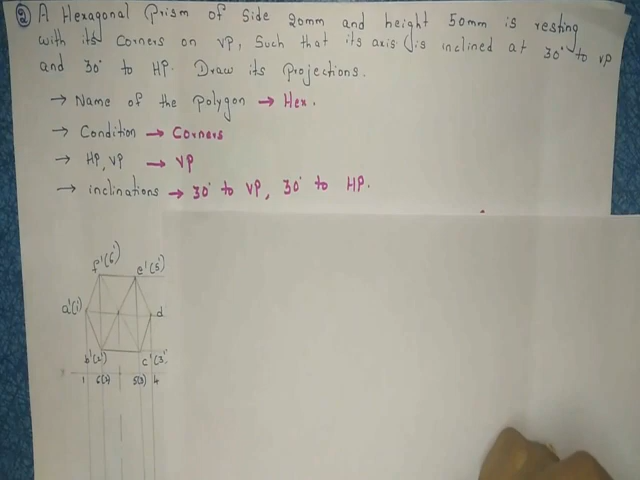 ② A Hexagonal Prism of Side 20mm and height 50mm is resting
with its Corners on VP, Such that its axis is inclined at 30° to VP
and 30° to HP. Draw its Projections.
→ Name of the Polygon → Hex.
→ Condition → Corners
→ HP, VP → VP
→ inclinations → 30° to VP, 30° to HP.
f'(6') e'(5')
a'(1') d
b'(2') c'(3')
1 6(2) 5(3) 4